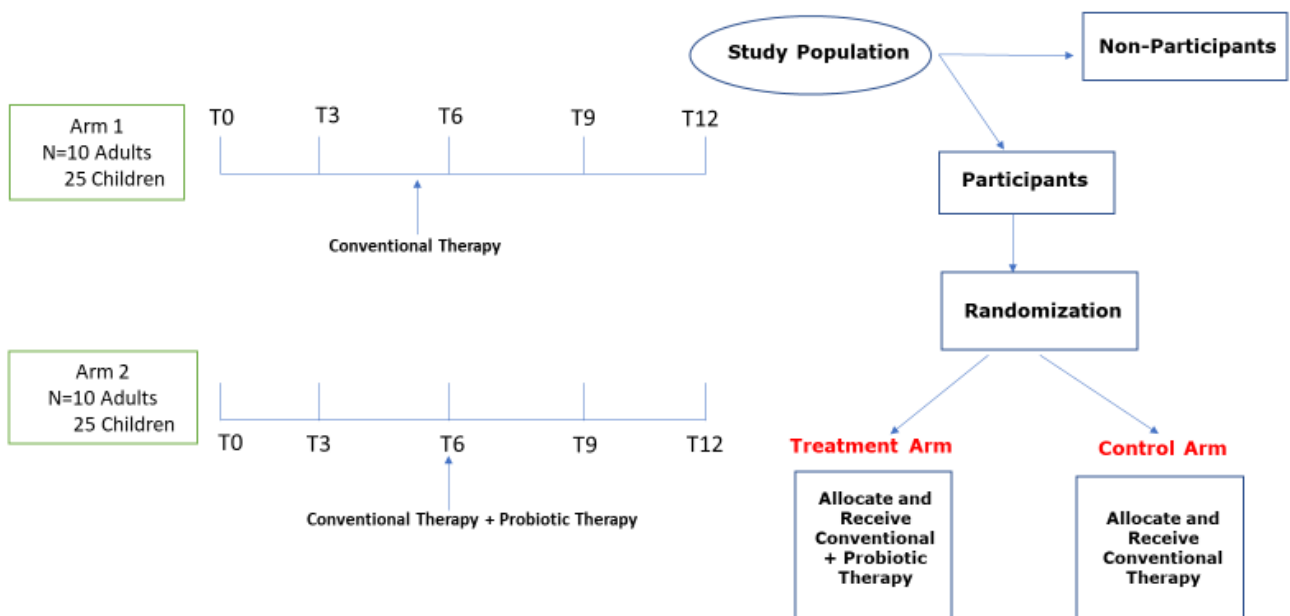 Arm 1
N=10 Adults
25 Children
T0 T3 T6 T9 T12
Conventional Therapy
Arm 2
N=10 Adults
25 Children
T0 T3 T6 T9 T12
Conventional Therapy + Probiotic Therapy
Study Population
Non-Participants
Participants
Randomization
Treatment Arm
Allocate and
Receive
Conventional
+ Probiotic
Therapy
Control Arm
Allocate and
Receive
Conventional
Therapy